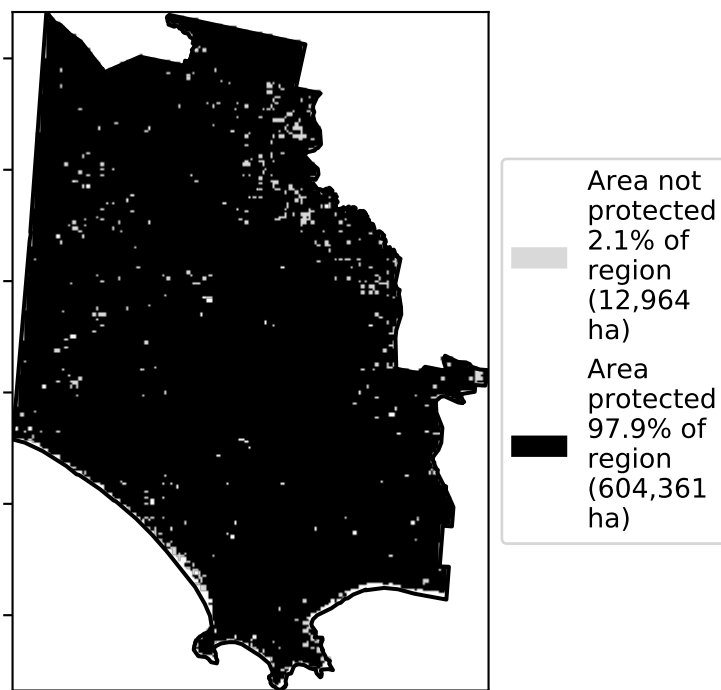 Area not
protected
2.1% of
region
(12,964
ha)
Area
protected
97.9% of
region
(604,361
ha)